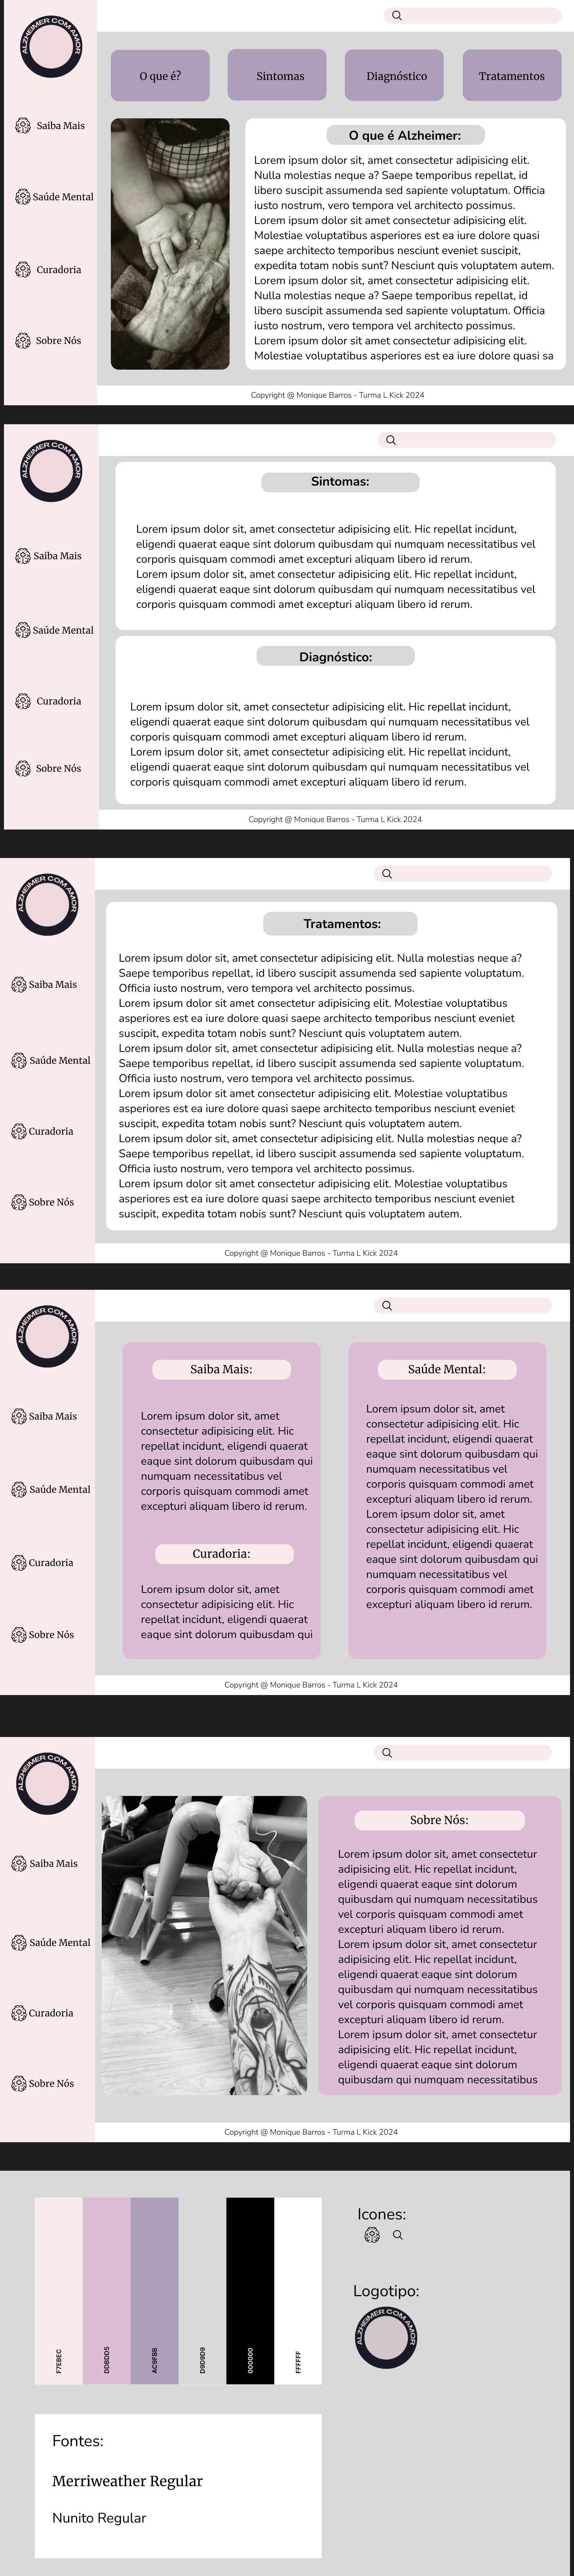 ALZHEIMER COM AMOR
Saiba Mais
Saúde Mental
Curadoria
Sobre Nós
O que é?
Sintomas
Diagnóstico
Tratamentos
O que é Alzheimer:
Lorem ipsum dolor sit, amet consectetur adipisicing elit.
Nulla molestias neque a? Saepe temporibus repellat, id
libero suscipit assumenda sed sapiente voluptatum. Officia
iusto nostrum, vero tempora vel architecto possimus.
Lorem ipsum dolor sit amet consectetur adipisicing elit.
Molestiae voluptatibus asperiores est ea iure dolore quasi
saepe architecto temporibus nesciunt eveniet suscipit,
expedita totam nobis sunt? Nesciunt quis voluptatem autem.
Lorem ipsum dolor sit, amet consectetur adipisicing elit.
Nulla molestias neque a? Saepe temporibus repellat, id
libero suscipit assumenda sed sapiente voluptatum. Officia
iusto nostrum, vero tempora vel architecto possimus.
Lorem ipsum dolor sit amet consectetur adipisicing elit.
Molestiae voluptatibus asperiores est ea iure dolore quasi sa
Copyright @ Monique Barros - Turma L Kick 2024
ALZHEIMER COM AMOR
Saiba Mais
Saúde Mental
Curadoria
Sobre Nós
Sintomas:
Lorem ipsum dolor sit, amet consectetur adipisicing elit. Hic repellat incidunt,
eligendi quaerat eaque sint dolorum quibusdam qui numquam necessitatibus vel
corporis quisquam commodi amet excepturi aliquam libero id rerum.
Lorem ipsum dolor sit, amet consectetur adipisicing elit. Hic repellat incidunt,
eligendi quaerat eaque sint dolorum quibusdam qui numquam necessitatibus vel
corporis quisquam commodi amet excepturi aliquam libero id rerum.
Diagnóstico:
Lorem ipsum dolor sit, amet consectetur adipisicing elit. Hic repellat incidunt,
eligendi quaerat eaque sint dolorum quibusdam qui numquam necessitatibus vel
corporis quisquam commodi amet excepturi aliquam libero id rerum.
Lorem ipsum dolor sit, amet consectetur adipisicing elit. Hic repellat incidunt,
eligendi quaerat eaque sint dolorum quibusdam qui numquam necessitatibus vel
corporis quisquam commodi amet excepturi aliquam libero id rerum.
Copyright @ Monique Barros - Turma L Kick 2024
ALZHEIMER COM AMOR
Saiba Mais
Saúde Mental
Curadoria
Sobre Nós
Tratamentos:
Lorem ipsum dolor sit, amet consectetur adipisicing elit. Nulla molestias neque a?
Saepe temporibus repellat, id libero suscipit assumenda sed sapiente voluptatum.
Officia iusto nostrum, vero tempora vel architecto possimus.
Lorem ipsum dolor sit amet consectetur adipisicing elit. Molestiae voluptatibus
asperiores est ea iure dolore quasi saepe architecto temporibus nesciunt eveniet
suscipit, expedita totam nobis sunt? Nesciunt quis voluptatem autem.
Lorem ipsum dolor sit, amet consectetur adipisicing elit. Nulla molestias neque a?
Saepe temporibus repellat, id libero suscipit assumenda sed sapiente voluptatum.
Officia iusto nostrum, vero tempora vel architecto possimus.
Lorem ipsum dolor sit amet consectetur adipisicing elit. Molestiae voluptatibus
asperiores est ea iure dolore quasi saepe architecto temporibus nesciunt eveniet
suscipit, expedita totam nobis sunt? Nesciunt quis voluptatem autem.
Lorem ipsum dolor sit, amet consectetur adipisicing elit. Nulla molestias neque a?
Saepe temporibus repellat, id libero suscipit assumenda sed sapiente voluptatum.
Officia iusto nostrum, vero tempora vel architecto possimus.
Lorem ipsum dolor sit amet consectetur adipisicing elit. Molestiae voluptatibus
asperiores est ea iure dolore quasi saepe architecto temporibus nesciunt eveniet
suscipit, expedita totam nobis sunt? Nesciunt quis voluptatem autem.
Copyright @ Monique Barros - Turma L Kick 2024
ALZHEIMER COM AMOR
Saiba Mais
Saúde Mental
Curadoria
Sobre Nós
Saiba Mais:
Lorem ipsum dolor sit, amet
consectetur adipisicing elit. Hic
repellat incidunt, eligendi quaerat
eaque sint dolorum quibusdam qui
numquam necessitatibus vel
corporis quisquam commodi amet
excepturi aliquam libero id rerum.
Curadoria:
Lorem ipsum dolor sit, amet
consectetur adipisicing elit. Hic
repellat incidunt, eligendi quaerat
eaque sint dolorum quibusdam qui
Saúde Mental:
Lorem ipsum dolor sit, amet
consectetur adipisicing elit. Hic
repellat incidunt, eligendi quaerat
eaque sint dolorum quibusdam qui
numquam necessitatibus vel
corporis quisquam commodi amet
excepturi aliquam libero id rerum.
Lorem ipsum dolor sit, amet
consectetur adipisicing elit. Hic
repellat incidunt, eligendi quaerat
eaque sint dolorum quibusdam qui
numquam necessitatibus vel
corporis quisquam commodi amet
excepturi aliquam libero id rerum.
Copyright @ Monique Barros - Turma L Kick 2024
ALZHEIMER COM AMOR
Saiba Mais
Saúde Mental
Curadoria
Sobre Nós
Sobre Nós:
Lorem ipsum dolor sit, amet consectetur
adipisicing elit. Hic repellat incidunt,
eligendi quaerat eaque sint dolorum
quibusdam qui numquam necessitatibus
vel corporis quisquam commodi amet
excepturi aliquam libero id rerum.
Lorem ipsum dolor sit, amet consectetur
adipisicing elit. Hic repellat incidunt,
eligendi quaerat eaque sint dolorum
quibusdam qui numquam necessitatibus
vel corporis quisquam commodi amet
excepturi aliquam libero id rerum.
Lorem ipsum dolor sit, amet consectetur
adipisicing elit. Hic repellat incidunt,
eligendi quaerat eaque sint dolorum
quibusdam qui numquam necessitatibus
Copyright @ Monique Barros - Turma L Kick 2024
F7EBEC
DDBDD5
AC9FBB
D9D9D9
000000
FFFFFF
Icones:
Logotipo:
ALZHEIMER COM AMOR
Fontes:
Merriweather Regular
Nunito Regular